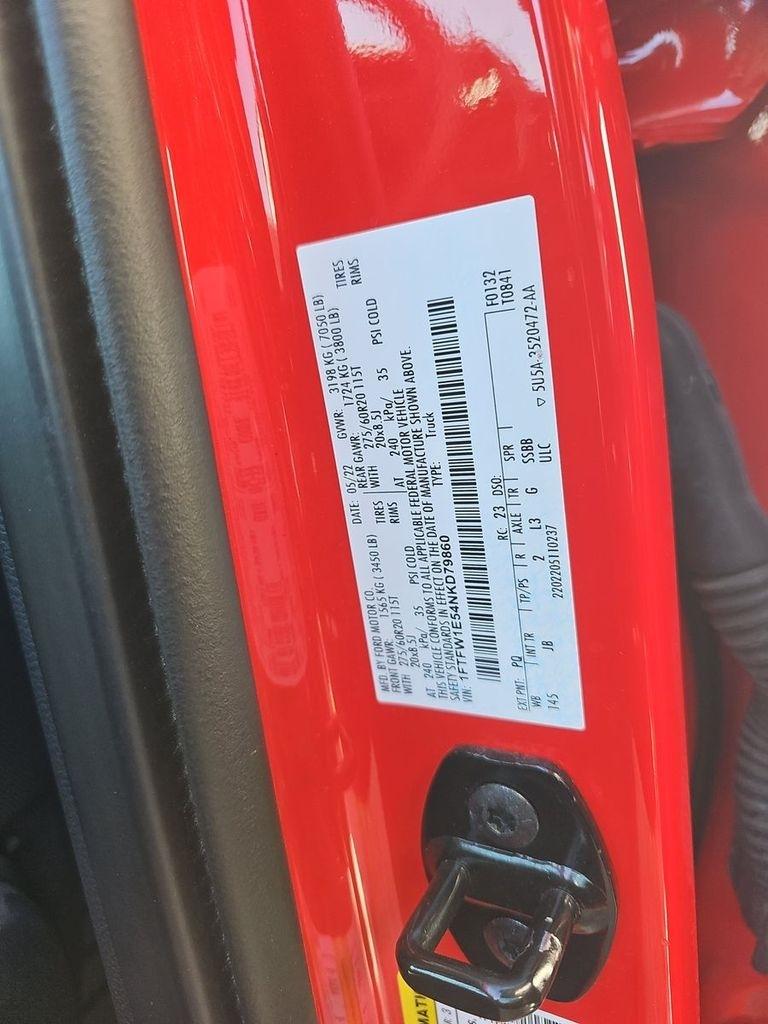 MFD. BY FORD MOTOR CO.
DATE: 05/22 GVWR: 3198 KG ( 7050 LB)
FRONT GAWR: 1565 KG ( 3450 LB) REAR GAWR: 1724 KG ( 3800 LB)
WITH 275/60R20 115T TIRES WITH 275/60R20 115T TIRES
20x8.5J RIMS 20x8.5J RIMS
AT 240 kPa/ 35 PSI COLD AT 240 kPa/ 35 PSI COLD
THIS VEHICLE CONFORMS TO ALL APPLICABLE FEDERAL MOTOR VEHICLE
SAFETY STANDARDS IN EFFECT ON THE DATE OF MANUFACTURE SHOWN ABOVE.
VIN: 1FTFW1E54NKD79860 TYPE: Truck
F0132
T0841
EXT PNT: PQ RC: 23 DSO:
WB INT TR TP/PS R AXLE TR SPR
145 JB 2 L3 G SSBB
ULC
2202205110237 ▽ 5U5A-3520472-AA
MATI